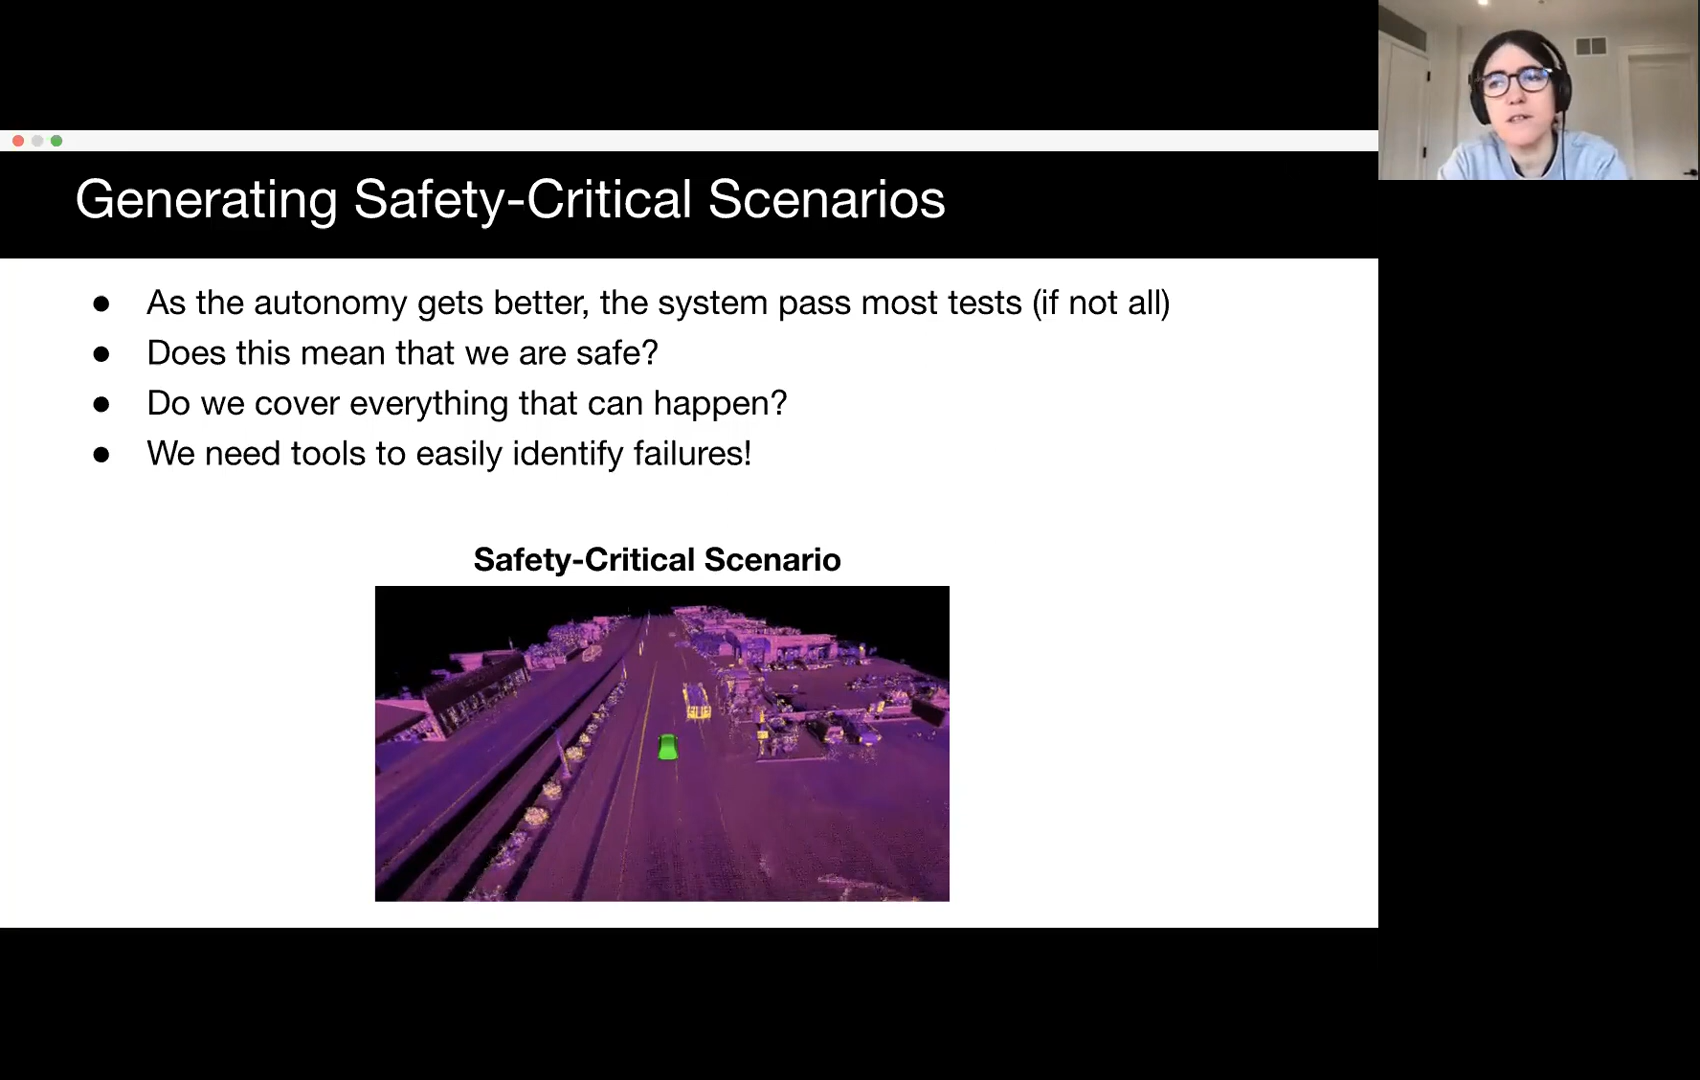 Generating Safety-Critical Scenarios
● As the autonomy gets better, the system pass most tests (if not all)
● Does this mean that we are safe?
● Do we cover everything that can happen?
● We need tools to easily identify failures!
Safety-Critical Scenario